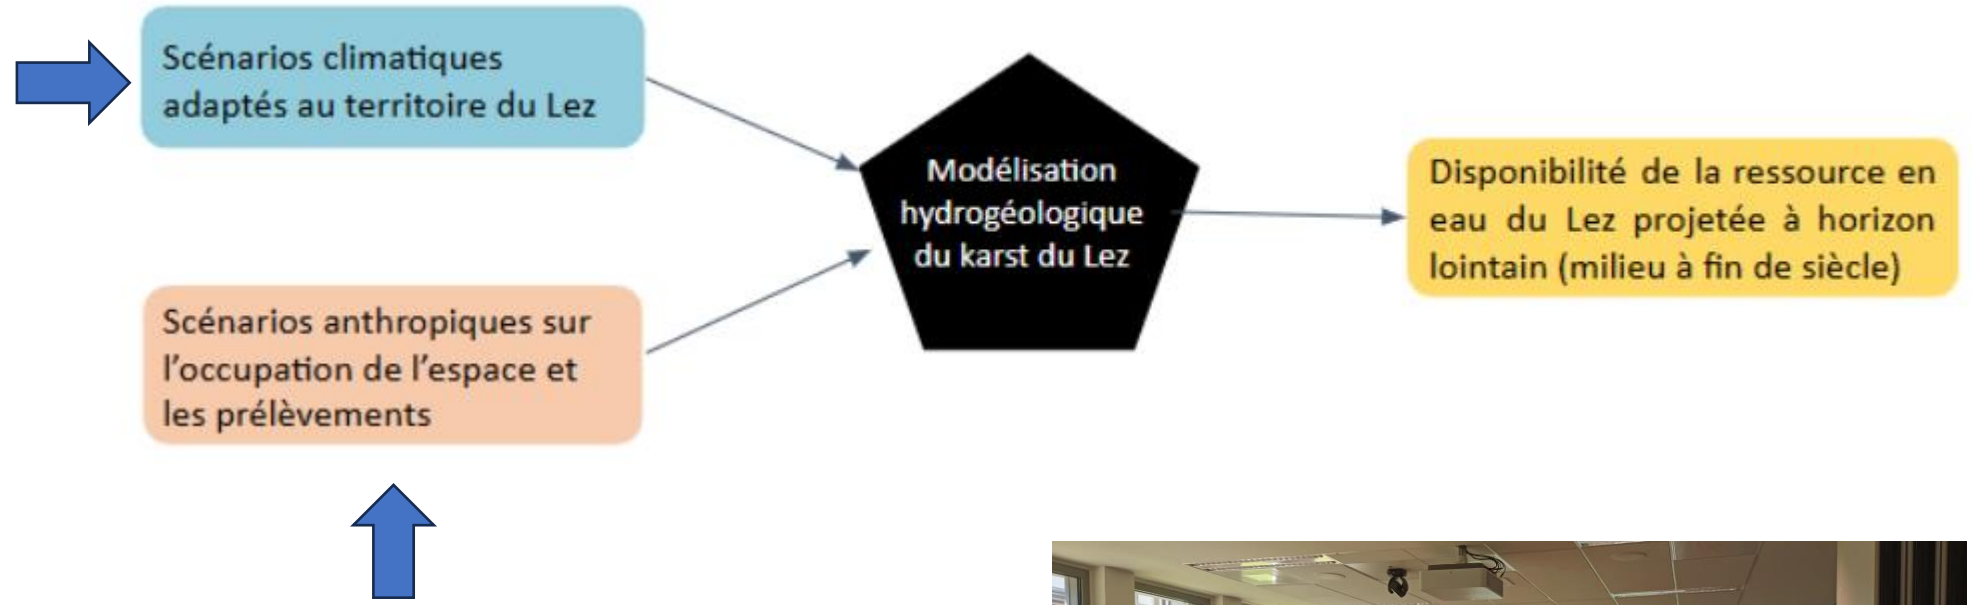 Scénarios climatiques
adaptés au territoire du Lez
Scénarios anthropiques sur
l'occupation de l'espace et
les prélèvements
Modélisation
hydrogéologique
du karst du Lez
Disponibilité de la ressource en
eau du Lez projetée à horizon
lointain (milieu à fin de siècle)